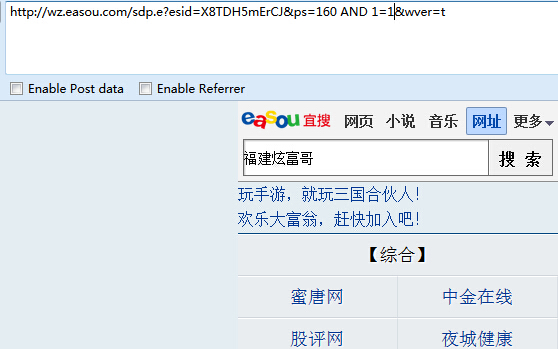 http://wz.easou.com/sdp.e?esid=X8TDH5mErCJ&ps=160 AND 1=1&wver=t
Enable Post data Enable Referrer
easou 宜搜 网页 小说 音乐 网址 更多
福建炫富哥 搜 索
玩手游，就玩三国合伙人！
欢乐大富翁，赶快加入吧！
【综合】
蜜唐网 中金在线
股评网 夜城健康